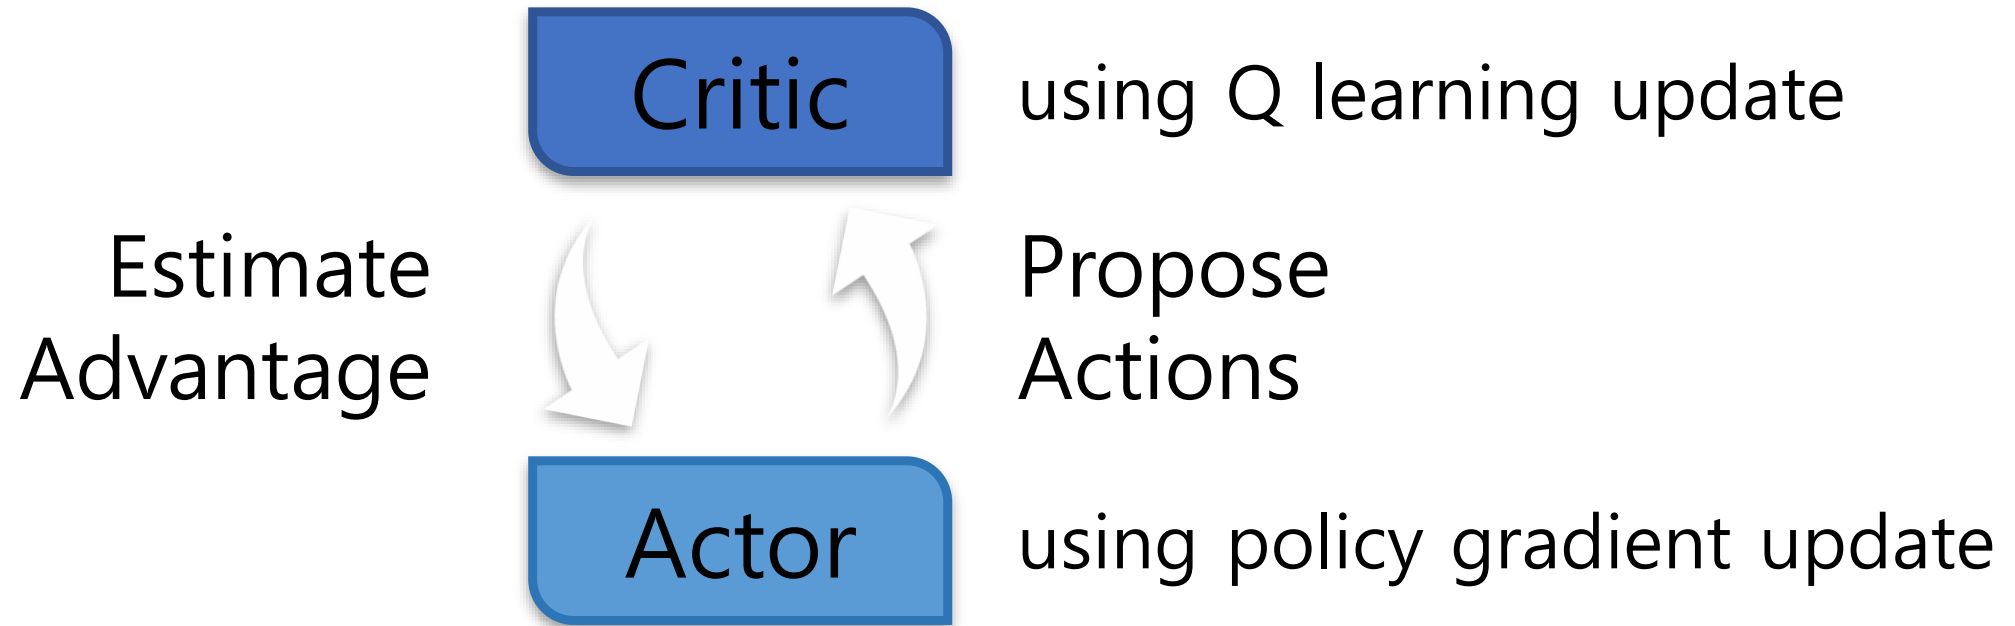 Critic
using Q learning update
Estimate
Advantage
Propose
Actions
Actor
using policy gradient update